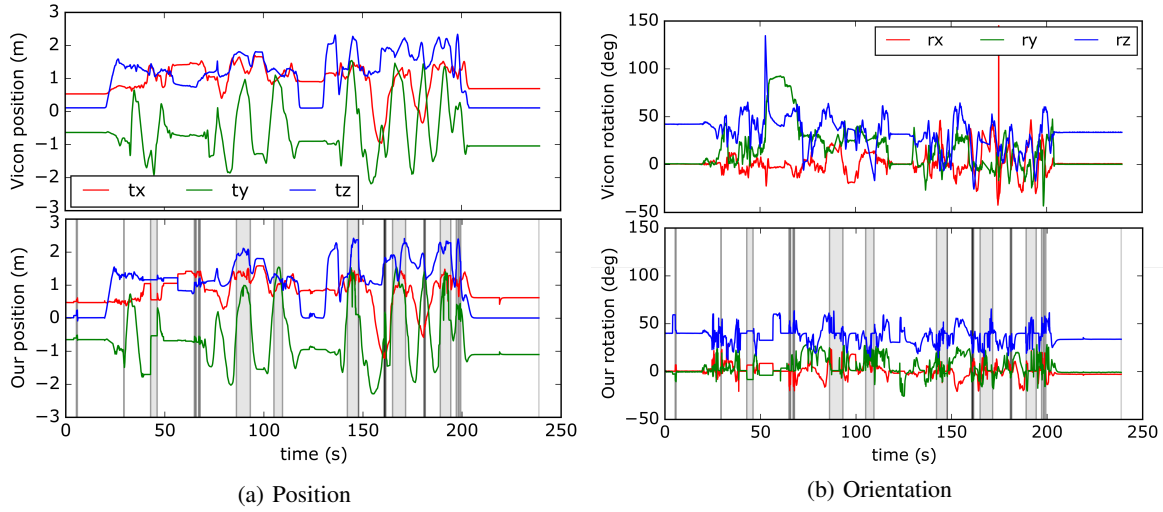 3
2
1
0
−1
−2
−3
Vicon position (m)
tx ty tz
3
2
1
0
−1
−2
−3
Our position (m)
0 50 100 150 200 250
time (s)
(a) Position
150
100
50
0
−50
Vicon rotation (deg)
rx ry rz
150
100
50
0
−50
Our rotation (deg)
0 50 100 150 200 250
time (s)
(b) Orientation